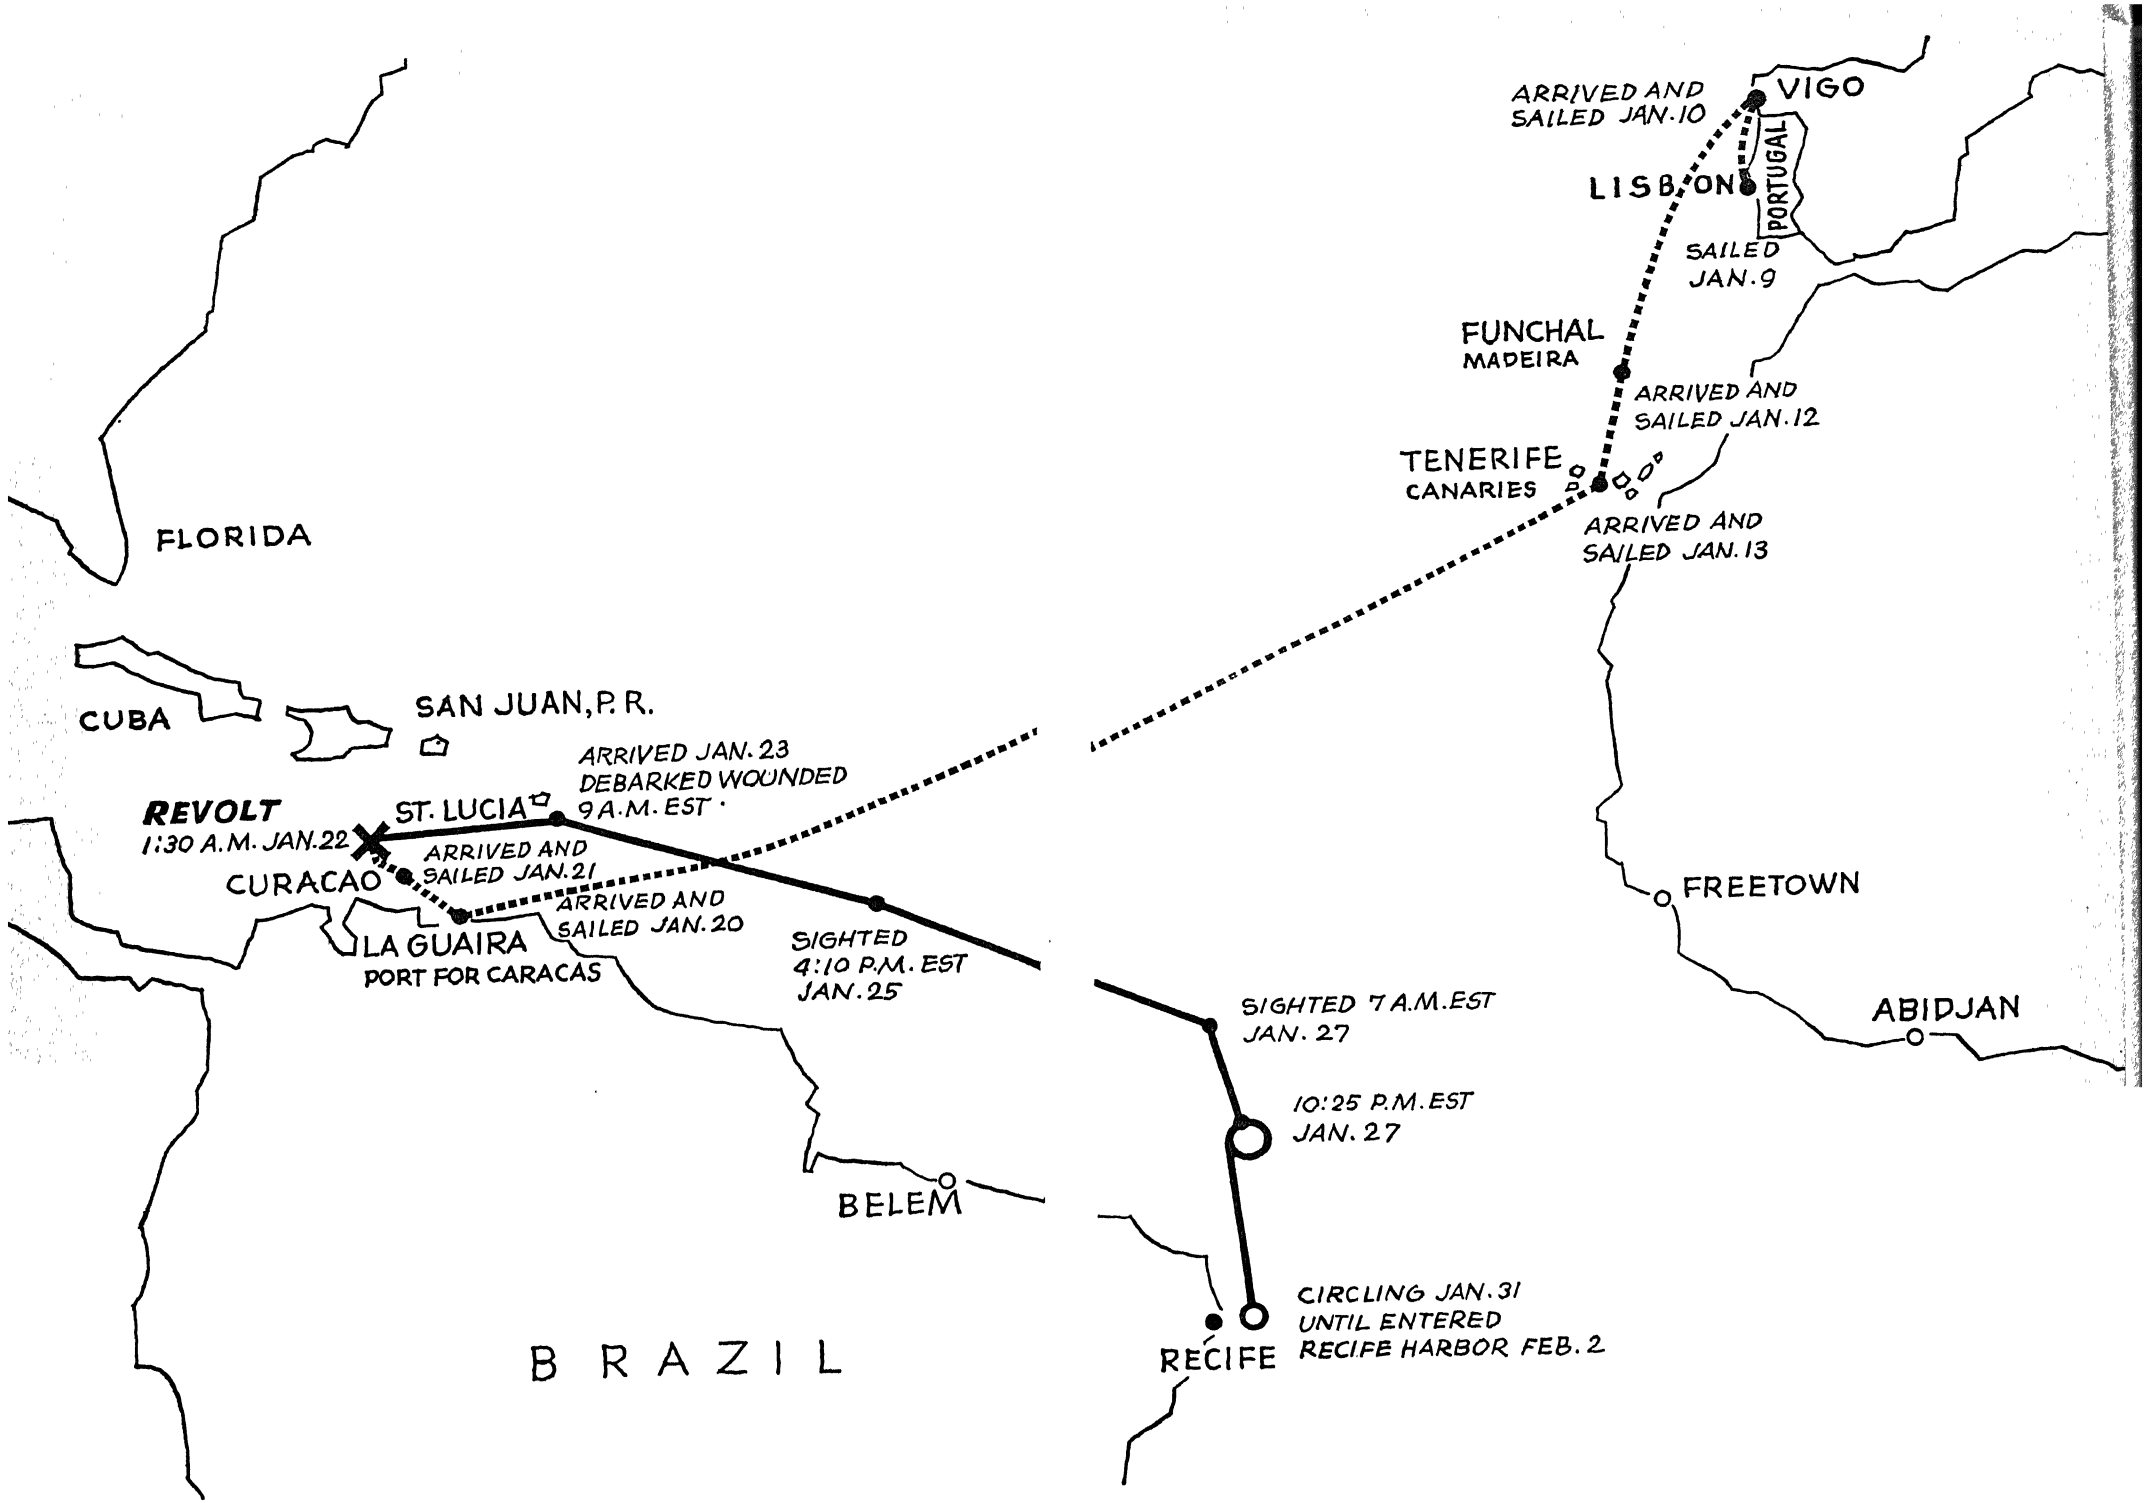 ARRIVED AND
SAILED JAN.10
VIGO
LISBON
PORTUGAL
SAILED
JAN.9
FUNCHAL
MADEIRA
ARRIVED AND
SAILED JAN.12
TENERIFE
CANARIES
ARRIVED AND
SAILED JAN.13
FLORIDA
CUBA
SAN JUAN, P.R.
ARRIVED JAN.23
DEBARKED WOUNDED
9 A.M. EST.
ST. LUCIA
REVOLT
1:30 A.M. JAN.22
ARRIVED AND
SAILED JAN.21
CURACAO
ARRIVED AND
SAILED JAN.20
LA GUAIRA
PORT FOR CARACAS
SIGHTED
4:10 P.M. EST
JAN.25
FREETOWN
ABIDJAN
SIGHTED 7 A.M. EST
JAN. 27
10:25 P.M. EST
JAN. 27
BELEM
CIRCLING JAN.31
UNTIL ENTERED
RECIFE HARBOR FEB. 2
RECIFE
BRAZIL